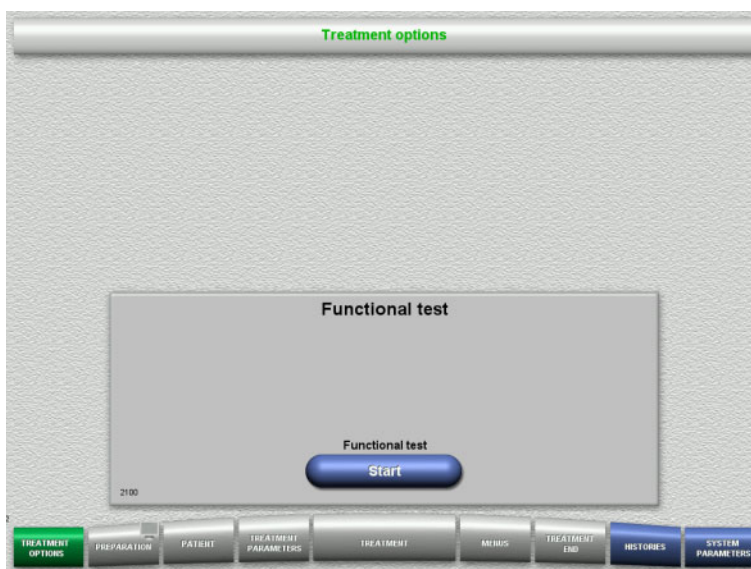 Treatment options
Functional test
Functional test
Start
2100
2
TREATMENT
OPTIONS
PREPARATION
PATIENT
TREATMENT
PARAMETERS
TREATMENT
MENUS
TREATMENT
END
HISTORIES
SYSTEM
PARAMETERS